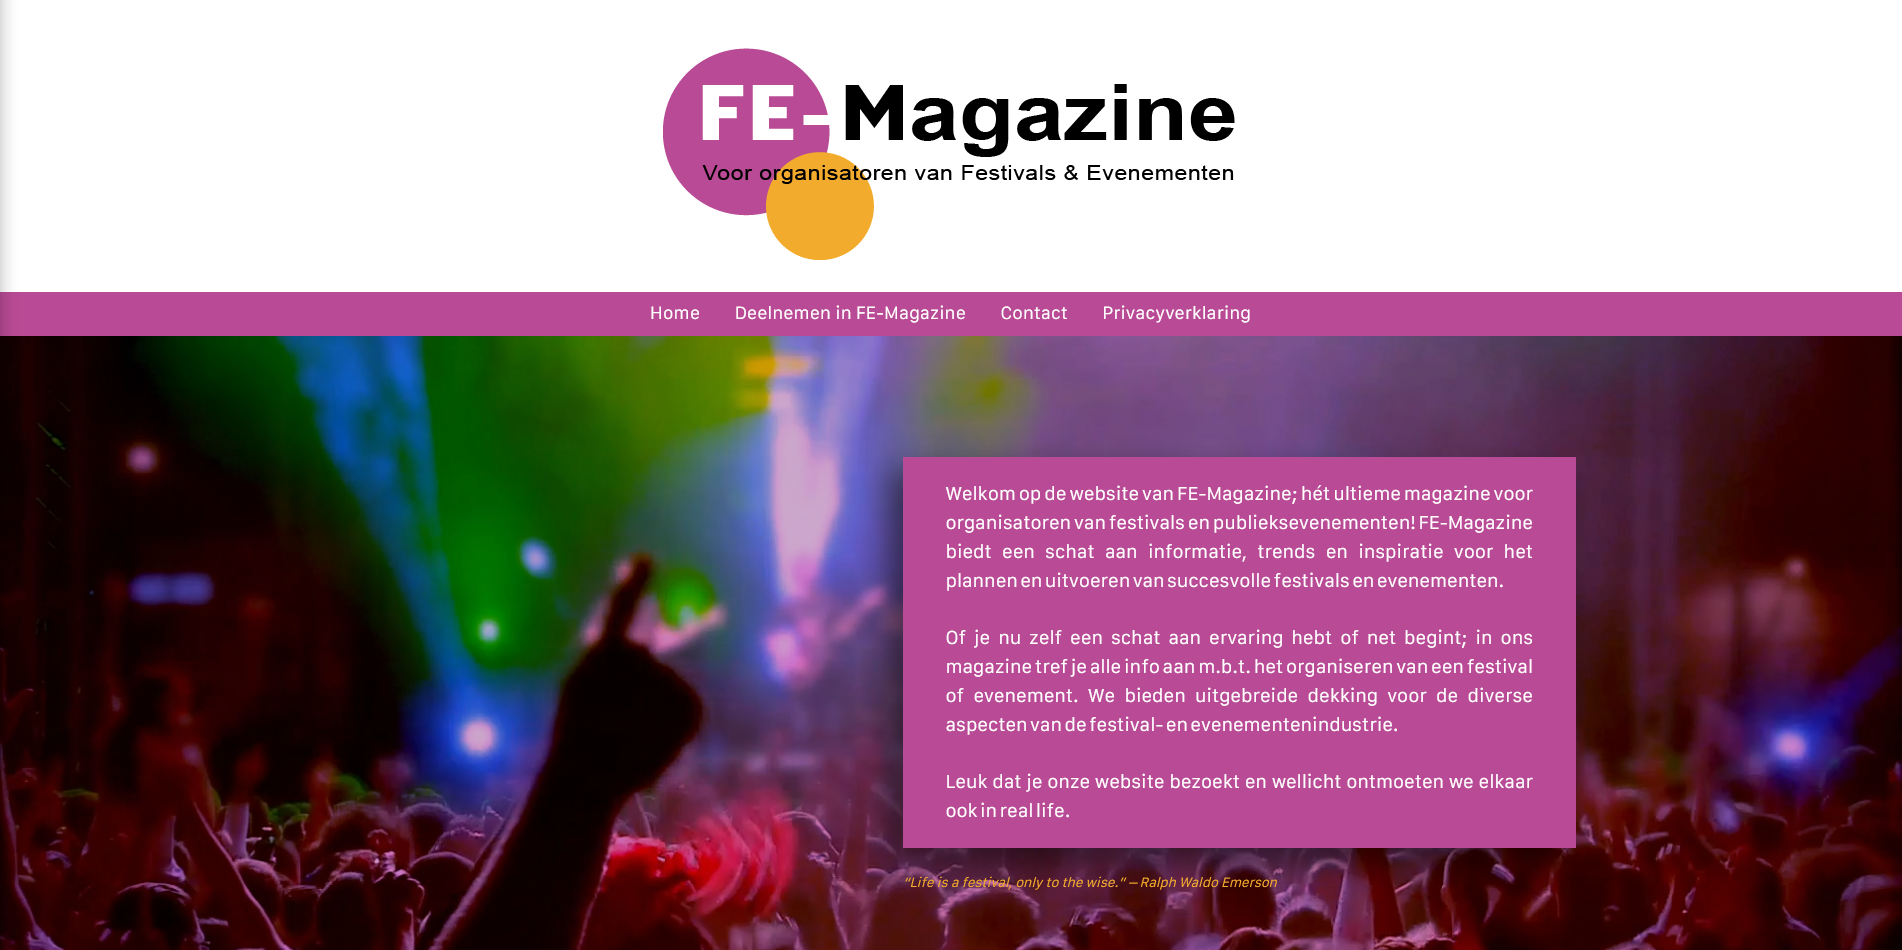 FE-Magazine
Voor organisatoren van Festivals & Evenementen
Home Deelnemen in FE-Magazine Contact Privacyverklaring
Welkom op de website van FE-Magazine; hét ultieme magazine voor
organisatoren van festivals en publieksevenementen! FE-Magazine
biedt een schat aan informatie, trends en inspiratie voor het
plannen en uitvoeren van succesvolle festivals en evenementen.
Of je nu zelf een schat aan ervaring hebt of net begint; in ons
magazine tref je alle info aan m.b.t. het organiseren van een festival
of evenement. We bieden uitgebreide dekking voor de diverse
aspecten van de festival- en evenementenindustrie.
Leuk dat je onze website bezoekt en wellicht ontmoeten we elkaar
ook in real life.
“Life is a festival, only to the wise.” – Ralph Waldo Emerson